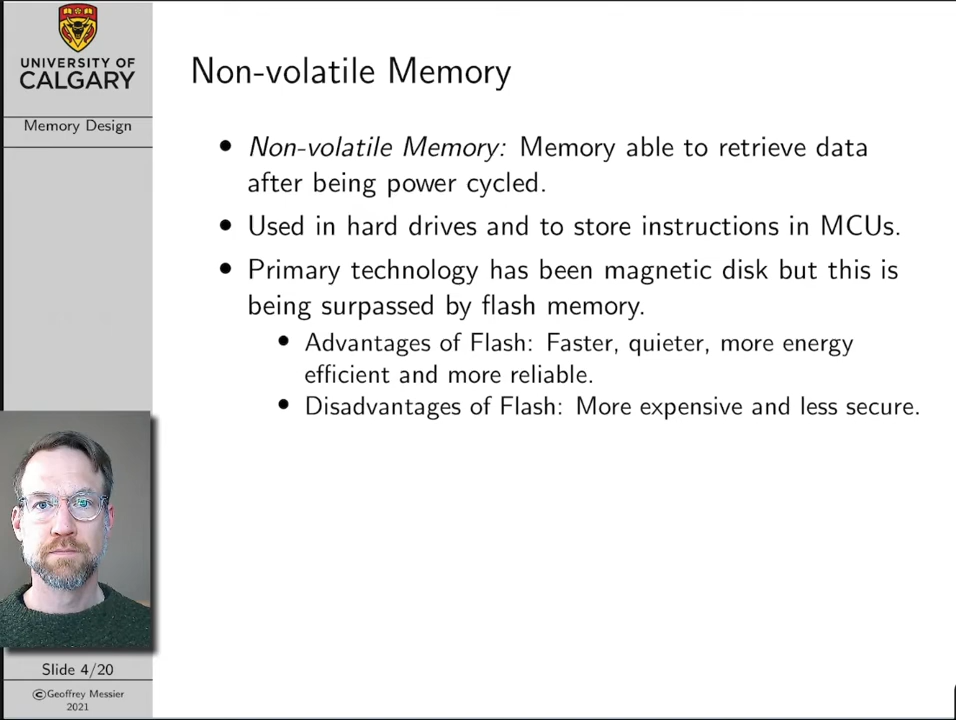 UNIVERSITY OF
CALGARY
Memory Design
Non-volatile Memory
• Non-volatile Memory: Memory able to retrieve data
after being power cycled.
• Used in hard drives and to store instructions in MCUs.
• Primary technology has been magnetic disk but this is
being surpassed by flash memory.
• Advantages of Flash: Faster, quieter, more energy
efficient and more reliable.
• Disadvantages of Flash: More expensive and less secure.
Slide 4/20
©Geoffrey Messier
2021